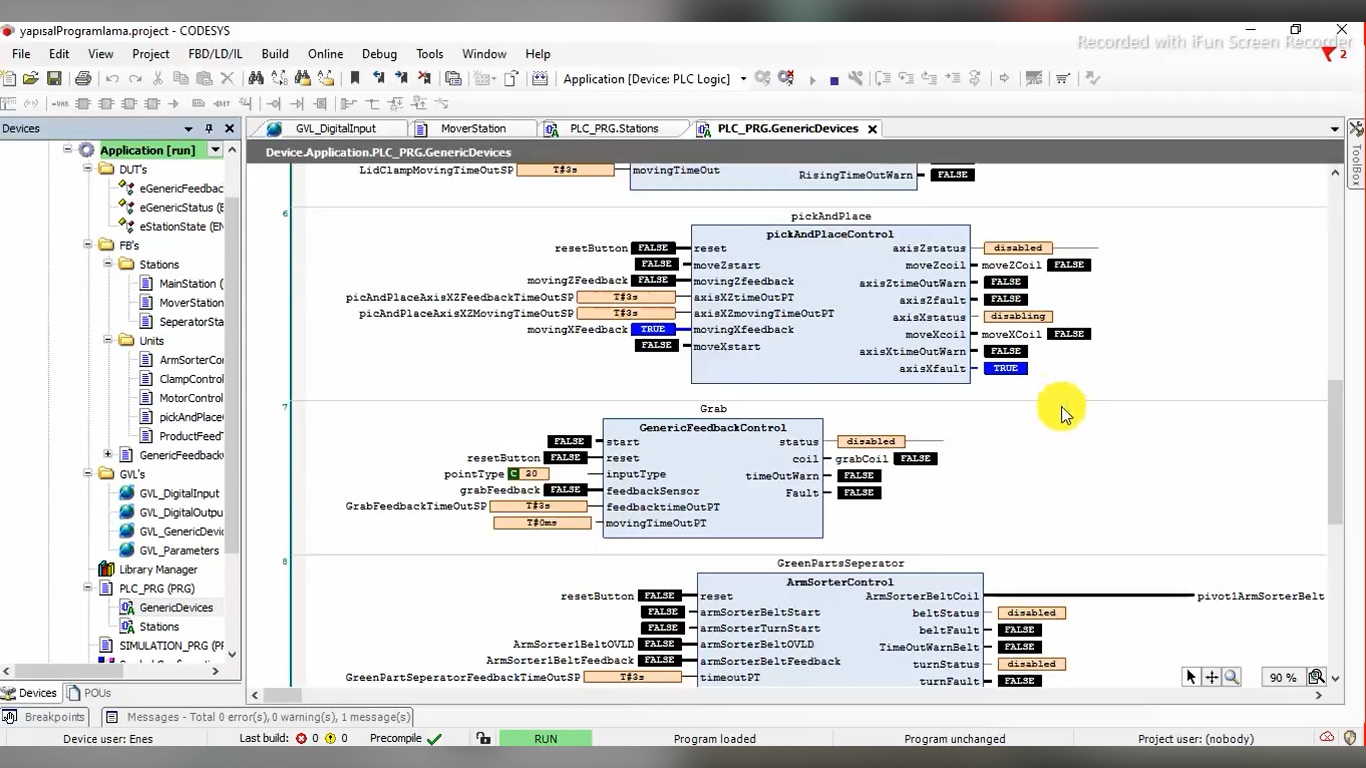 yapısalProgramlama.project - CODESYS
Recorded with iFun Screen Recorder
File Edit View Project FBD/LD/IL Build Online Debug Tools Window Help
2
Application [Device: PLC Logic]
Devices
GVL_DigitalInput MoverStation PLC_PRG.Stations PLC_PRG.GenericDevices
Device.Application.PLC_PRG.GenericDevices
ToolBox
Application [run]
DUT's
eGenericFeedbac
eGenericStatus (E
eStationState (EN
FB's
Stations
MainStation (
MoverStation
SeperatorSta
Units
ArmSorterCo
ClampControl
MotorControl
pickAndPlace
ProductFeed
GenericFeedback
GVL's
GVL_DigitalInput
GVL_DigitalOutpu
GVL_GenericDevic
GVL_Parameters
Library Manager
PLC_PRG (PRG)
GenericDevices
Stations
SIMULATION_PRG (PR
Devices POUs
LidClampMovingTimeOutSP T#3s movingTimeOut RisingTimeOutWarn FALSE
6
pickAndPlace
pickAndPlaceControl
resetButton FALSE reset axisZstatus disabled
FALSE moveZstart moveZcoil moveZCoil FALSE
movingZFeedback FALSE movingZfeedback axisZtimeOutWarn FALSE
picAndPlaceAxisXZFeedbackTimeOutSP T#3s axisXZtimeOutPT axisZfault FALSE
picAndPlaceAxisXZMovingTimeOutSP T#3s axisXZmovingTimeOutPT axisXstatus disabling
movingXFeedback TRUE movingXfeedback moveXcoil moveXCoil FALSE
FALSE moveXstart axisXtimeOutWarn FALSE
axisXfault TRUE
7
Grab
GenericFeedbackControl
FALSE start status disabled
resetButton FALSE reset coil grabCoil FALSE
pointType C 20 inputType timeOutWarn FALSE
grabFeedback FALSE feedbackSensor Fault FALSE
GrabFeedbackTimeOutSP T#3s feedbacktimeOutPT
T#0ms movingTimeOutPT
8
GreenPartsSeperator
ArmSorterControl
resetButton FALSE reset ArmSorterBeltCoil pivot1ArmSorterBelt
FALSE armSorterBeltStart beltStatus disabled
FALSE armSorterTurnStart beltFault FALSE
ArmSorter1BeltOVLD FALSE armSorterBeltOVLD TimeOutWarnBelt FALSE
ArmSorter1BeltFeedback FALSE armSorterBeltFeedback turnStatus disabled
GreenPartSeperatorFeedbackTimeOutSP T#3s timeoutPT turnFault FALSE
90 %
Breakpoints Messages - Total 0 error(s), 0 warning(s), 1 message(s)
Device user: Enes Last build: 0 0 Precompile RUN Program loaded Program unchanged Project user: (nobody)